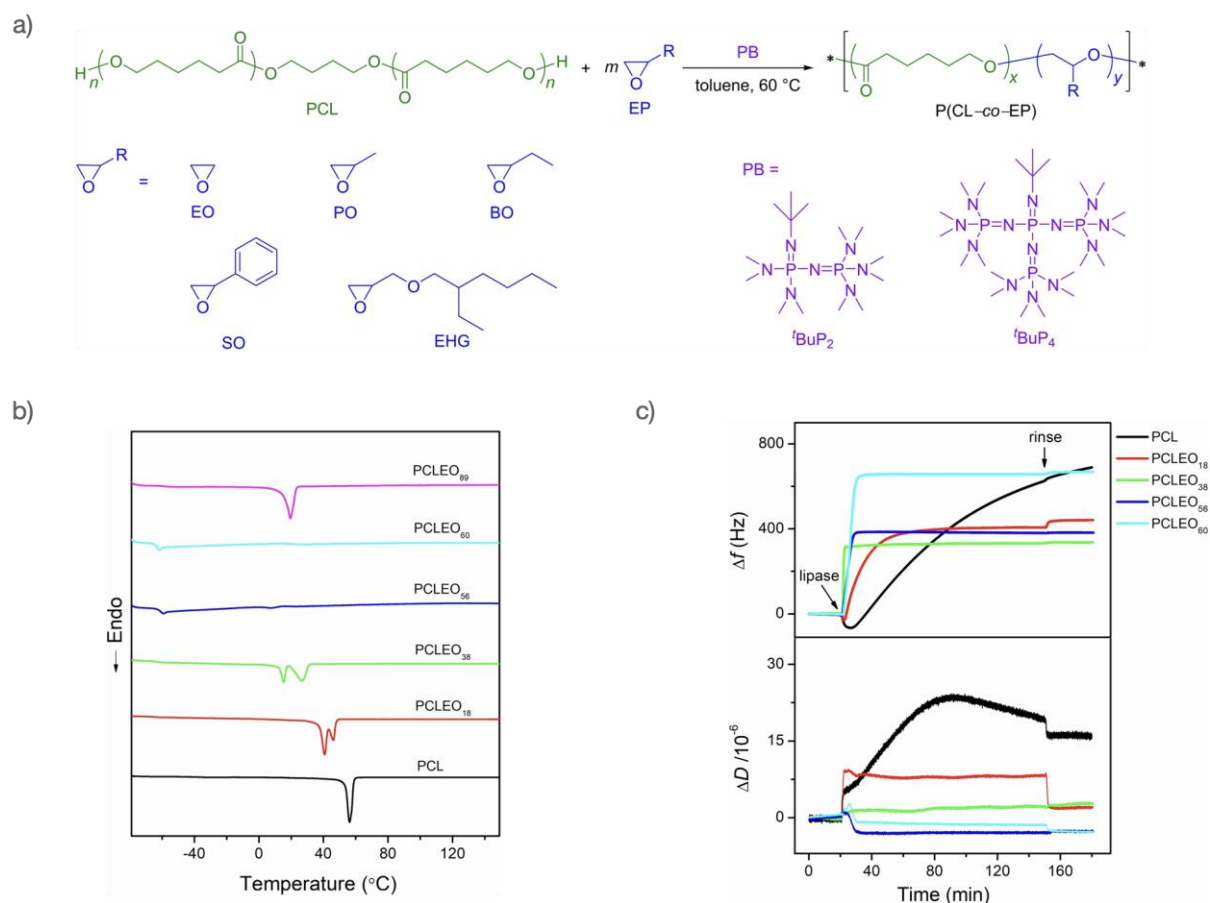 a)
H ( O O ) n O O ( O O H ) n + m O R PB toluene, 60 °C * [ ( O O ) x ( O ) y ] * R
PCL EP P(CL–co–EP)
R O = O O O PB =
EO PO BO
O O O
SO EHG
N N P N P N N N N N
N N P N P N P N N N N N N P N N N
ᵗBuP₂ ᵗBuP₄
b)
PCLEO₈₉
PCLEO₆₀
PCLEO₅₆
PCLEO₃₈
PCLEO₁₈
PCL
← Endo
-40 0 40 80 120
Temperature (°C)
c)
800
400
0
Δf (Hz)
lipase
rinse
PCL
PCLEO₁₈
PCLEO₃₈
PCLEO₅₆
PCLEO₆₀
30
15
0
ΔD /10⁻⁶
0 40 80 120 160
Time (min)